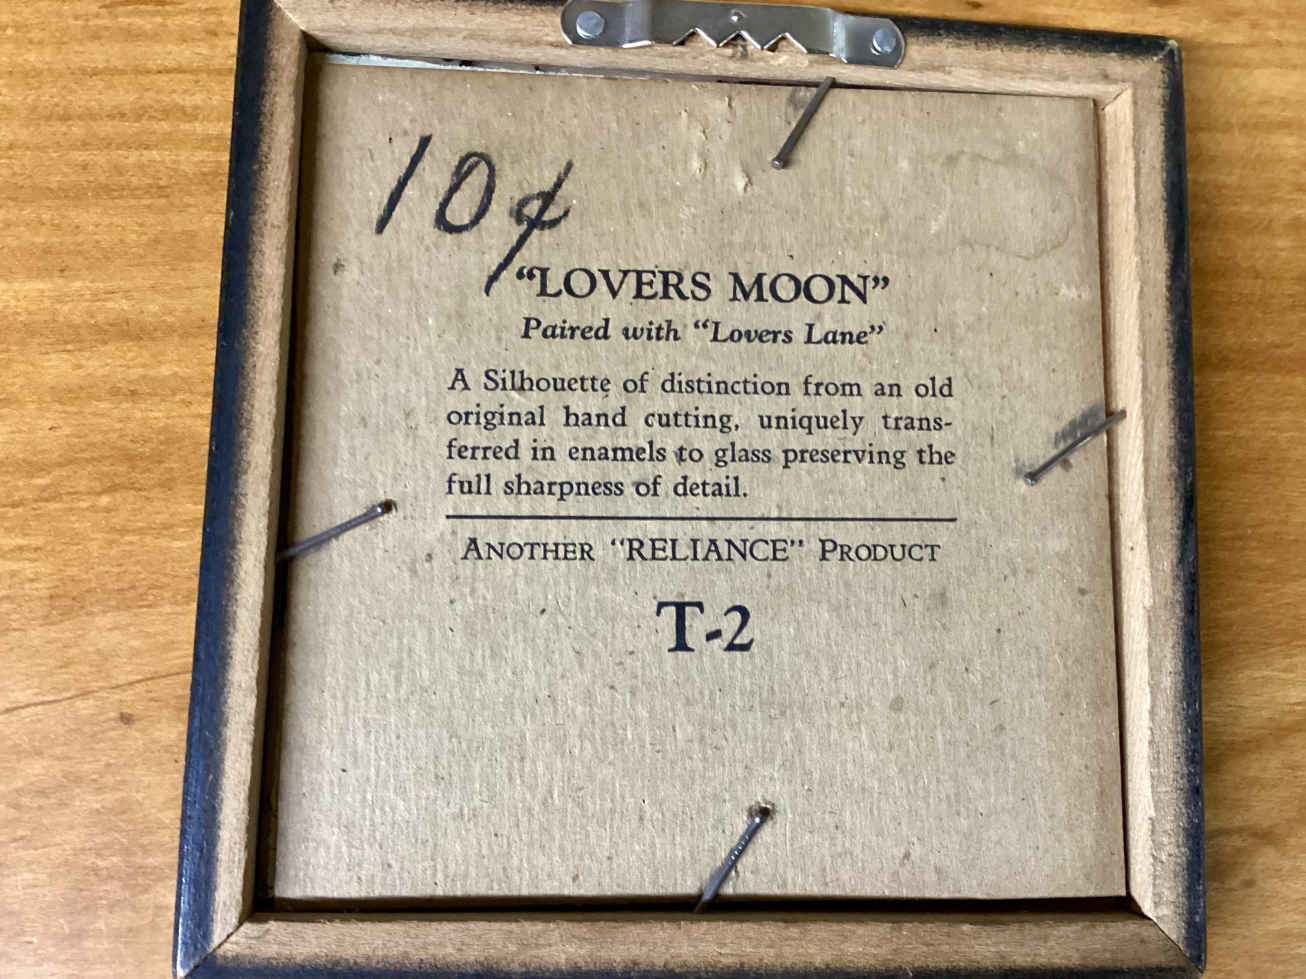 10¢
“LOVERS MOON”
Paired with “Lovers Lane”
A Silhouette of distinction from an old
original hand cutting, uniquely trans-
ferred in enamels to glass preserving the
full sharpness of detail.
ANOTHER “RELIANCE” PRODUCT
T-2